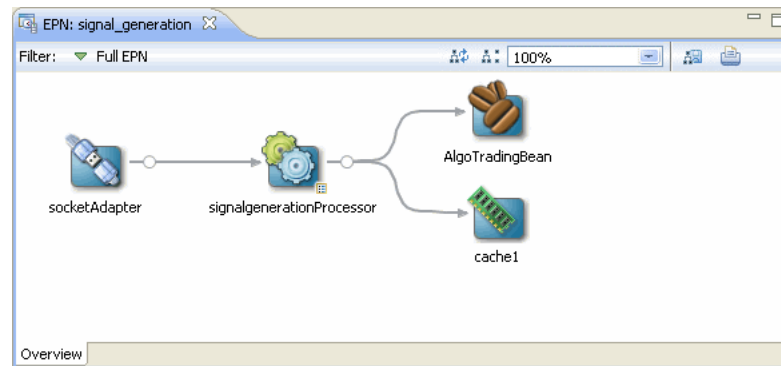 EPN: signal_generation
Filter: Full EPN 100%
AlgoTradingBean
socketAdapter signalgenerationProcessor
cache1
Overview